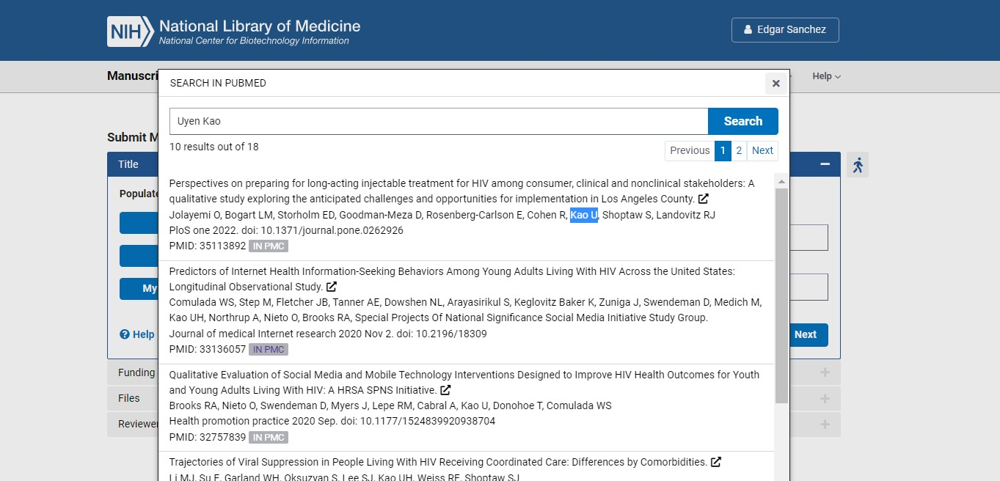 NIH National Library of Medicine
National Center for Biotechnology Information
Edgar Sanchez
Manuscri
Help
SEARCH IN PUBMED
×
Uyen Kao
Search
10 results out of 18
Previous 1 2 Next
Submit M
Title
Populate
My
Help
Next
Funding
Files
Reviewer
Perspectives on preparing for long-acting injectable treatment for HIV among consumer, clinical and nonclinical stakeholders: A
qualitative study exploring the anticipated challenges and opportunities for implementation in Los Angeles County.
Jolayemi O, Bogart LM, Storholm ED, Goodman-Meza D, Rosenberg-Carlson E, Cohen R, Kao U, Shoptaw S, Landovitz RJ
PloS one 2022. doi: 10.1371/journal.pone.0262926
PMID: 35113892 IN PMC
Predictors of Internet Health Information-Seeking Behaviors Among Young Adults Living With HIV Across the United States:
Longitudinal Observational Study.
Comulada WS, Step M, Fletcher JB, Tanner AE, Dowshen NL, Arayasirikul S, Keglovitz Baker K, Zuniga J, Swendeman D, Medich M,
Kao UH, Northrup A, Nieto O, Brooks RA, Special Projects Of National Significance Social Media Initiative Study Group.
Journal of medical Internet research 2020 Nov 2. doi: 10.2196/18309
PMID: 33136057 IN PMC
Qualitative Evaluation of Social Media and Mobile Technology Interventions Designed to Improve HIV Health Outcomes for Youth
and Young Adults Living With HIV: A HRSA SPNS Initiative.
Brooks RA, Nieto O, Swendeman D, Myers J, Lepe RM, Cabral A, Kao U, Donohoe T, Comulada WS
Health promotion practice 2020 Sep. doi: 10.1177/1524839920938704
PMID: 32757839 IN PMC
Trajectories of Viral Suppression in People Living With HIV Receiving Coordinated Care: Differences by Comorbidities.
Li MJ, Su E, Garland WH, Oksuzyan S, Lee SJ, Kao UH, Weiss RE, Shoptaw SJ